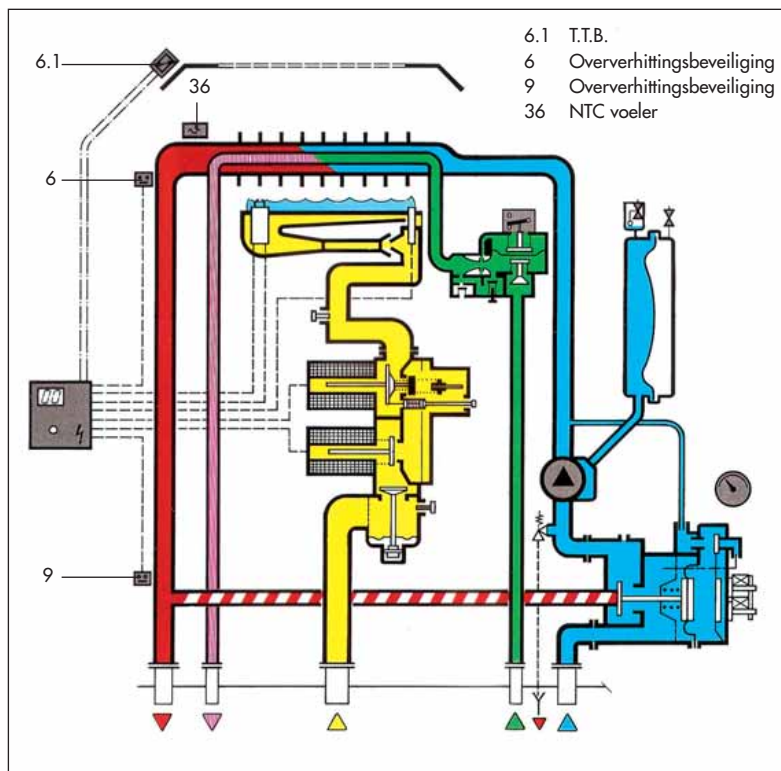 6.1 T.T.B.
6 Oververhittingsbeveiliging
9 Oververhittingsbeveiliging
36 NTC voeler
6.1
36
6
9